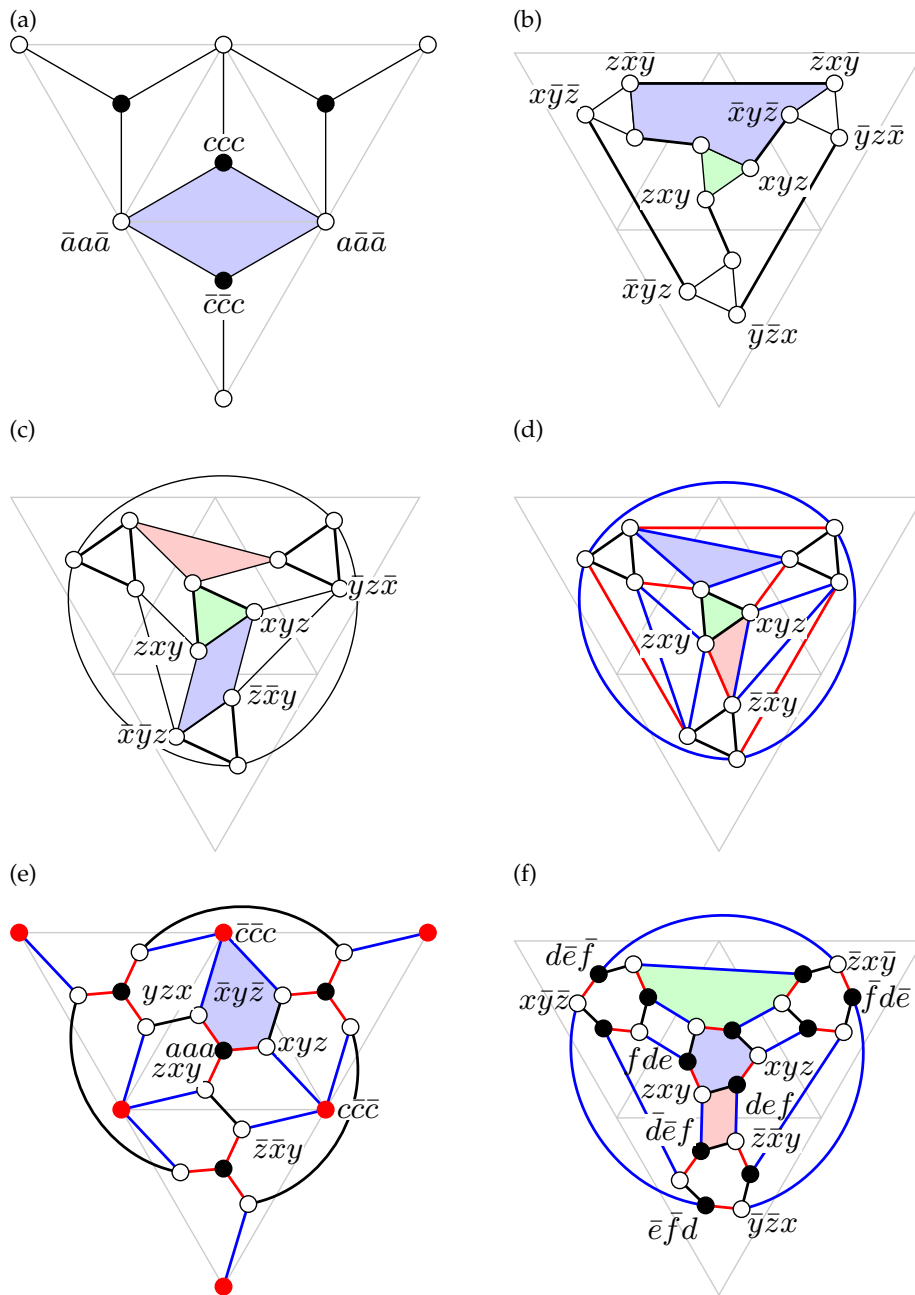 (a)
ccc
āaā
aāā
c̄c̄c
(b)
zx̄ȳ
z̄xȳ
xȳz̄
x̄yz̄
ȳzx̄
zxy
xyz
x̄ȳz
ȳz̄x
(c)
ȳzx̄
xyz
zxy
z̄x̄y
x̄ȳz
(d)
zxy
xyz
z̄x̄y
(e)
c̄c̄c
yzx
x̄yz̄
aaa
xyz
zxy
cc̄c̄
z̄x̄y
(f)
dēf̄
z̄xȳ
xȳz̄
f̄dē
fde
xyz
zxy
def
d̄ēf
z̄x̄y
ēf̄d
ȳz̄x